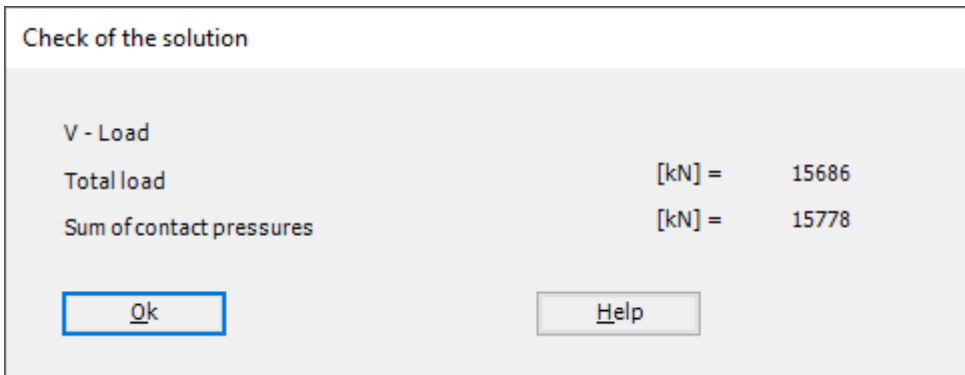 Check of the solution
V - Load
Total load [kN] = 15686
Sum of contact pressures [kN] = 15778
Ok Help